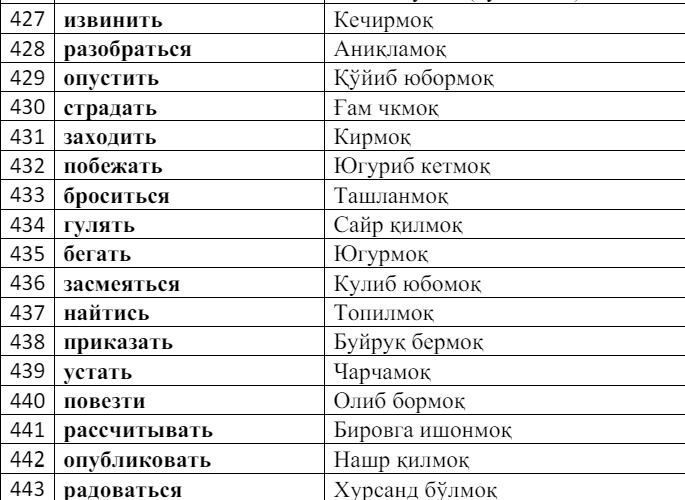 427 извинить Кечирмоқ
428 разобраться Аниқламоқ
429 опустить Қўйиб юбормоқ
430 страдать Ғам чкмоқ
431 заходить Кирмоқ
432 побежать Югуриб кетмоқ
433 броситься Ташланмоқ
434 гулять Сайр қилмоқ
435 бегать Югурмоқ
436 засмеяться Кулиб юбомоқ
437 найтись Топилмоқ
438 приказать Буйруқ бермоқ
439 устать Чарчамоқ
440 повезти Олиб бормоқ
441 рассчитывать Бировга ишонмоқ
442 опубликовать Нашр қилмоқ
443 радоваться Хурсанд бўлмоқ